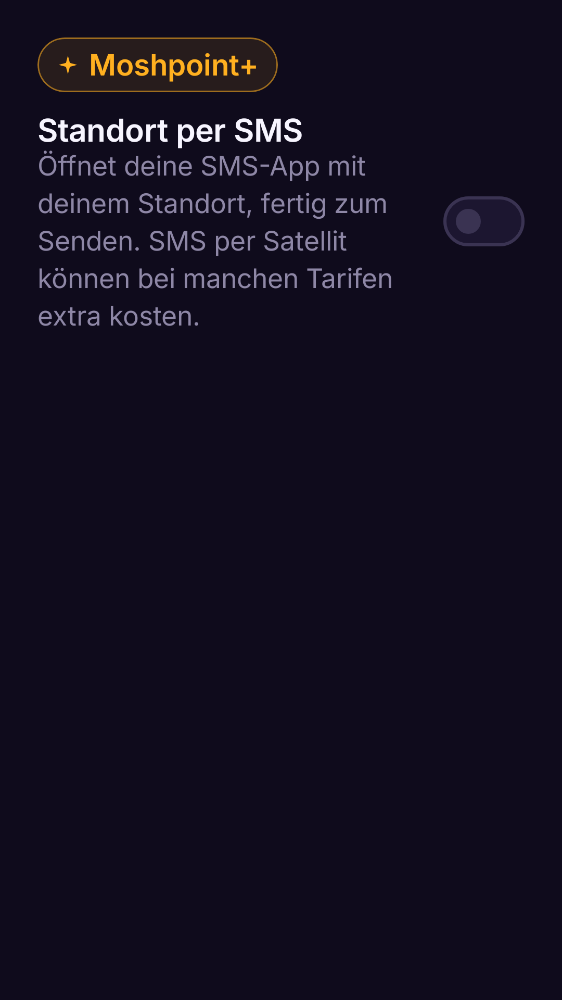 Moshpoint+
Standort per SMS
Öffnet deine SMS-App mit
deinem Standort, fertig zum
Senden. SMS per Satellit
können bei manchen Tarifen
extra kosten.